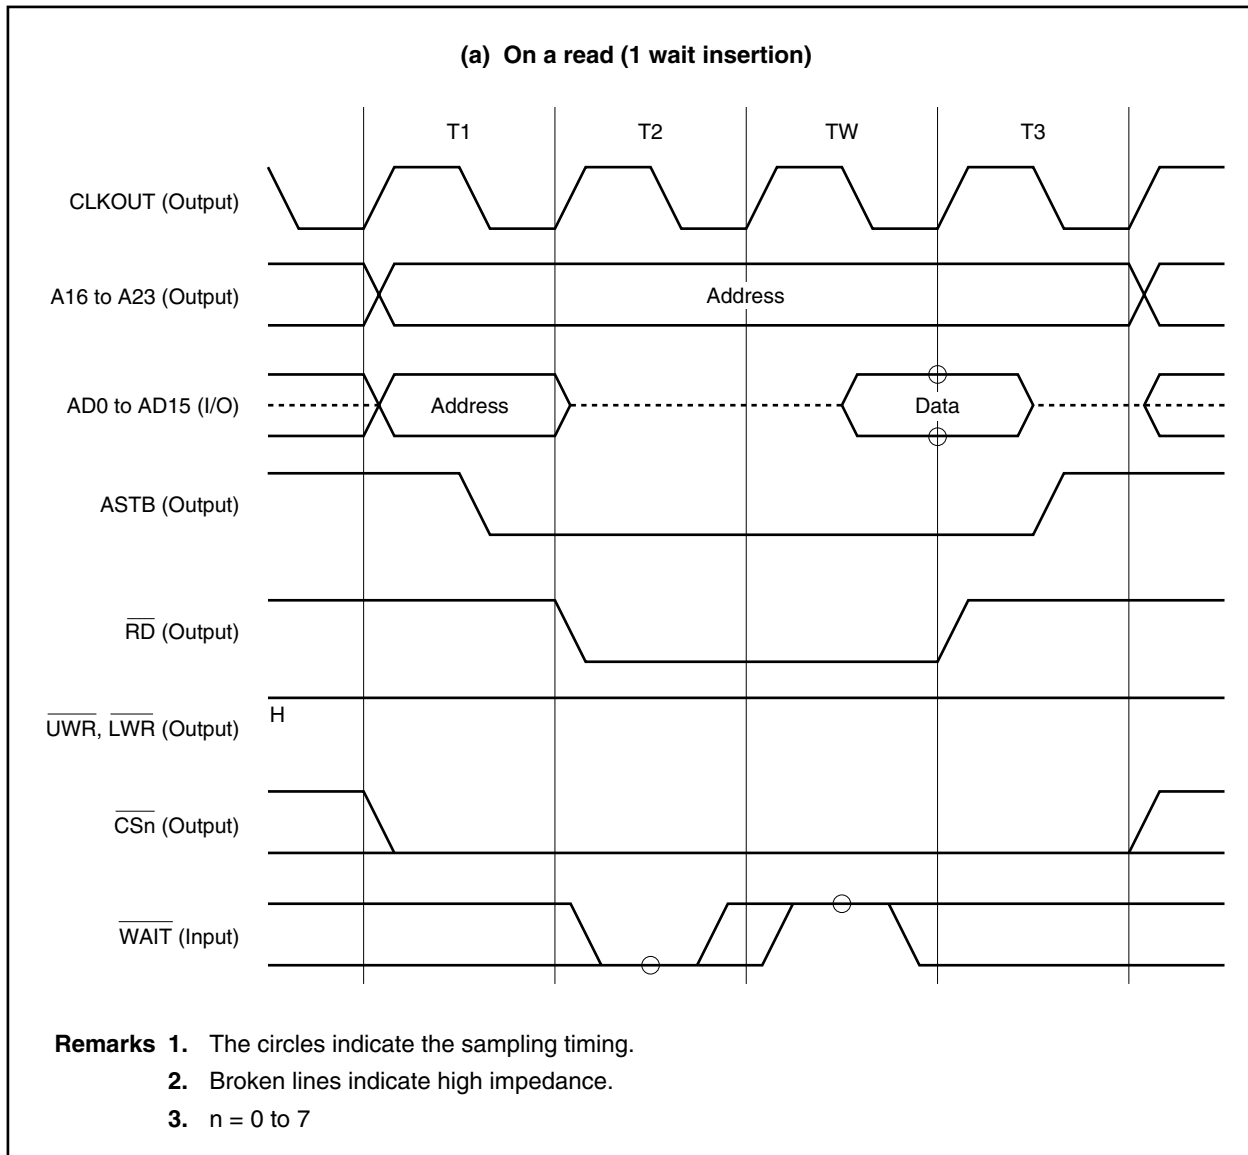 (a) On a read (1 wait insertion)
T1 T2 TW T3
CLKOUT (Output)
A16 to A23 (Output) Address
AD0 to AD15 (I/O) Address Data
ASTB (Output)
RD (Output)
H
UWR, LWR (Output)
CSn (Output)
WAIT (Input)
Remarks 1. The circles indicate the sampling timing.
2. Broken lines indicate high impedance.
3. n = 0 to 7